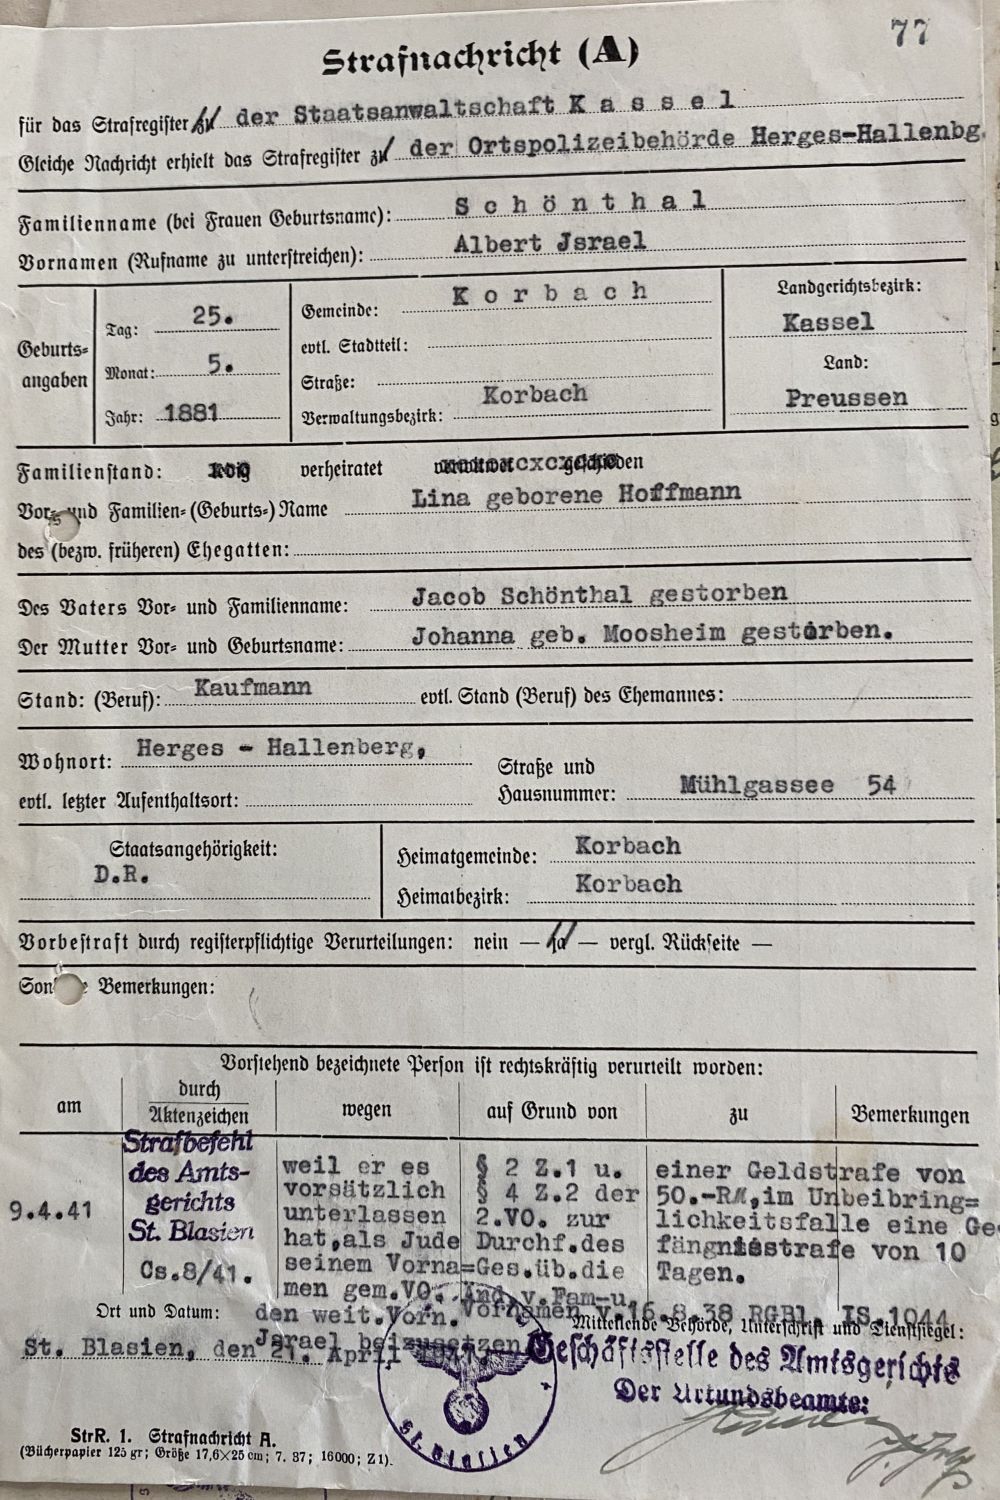 77
Strafnachricht (A)
für das Strafregister zu der Staatsanwaltschaft K a s s e l
Gleiche Nachricht erhielt das Strafregister zu der Ortspolizeibehörde Herges-Hallenbg.
Familienname (bei Frauen Geburtsname): S c h ö n t h a l
Vornamen (Rufname zu unterstreichen): Albert Jsrael
Geburts=
angaben
Tag: 25.
Monat: 5.
Jahr: 1881
Gemeinde: K o r b a c h
evtl. Stadtteil:
Straße:
Verwaltungsbezirk: Korbach
Landgerichtsbezirk:
Kassel
Land:
Preussen
Familienstand: ledig verheiratet verwitwet geschieden
Vor= und Familien=(Geburts=)Name Lina geborene Hoffmann
des (bezw. früheren) Ehegatten:
Des Vaters Vor= und Familienname: Jacob Schönthal gestorben
Der Mutter Vor= und Geburtsname: Johanna geb. Moosheim gestorben.
Stand: (Beruf): Kaufmann evtl. Stand (Beruf) des Ehemannes:
Wohnort: Herges - Hallenberg,
evtl. letzter Aufenthaltsort:
Straße und
Hausnummer: Mühlgassee 54
Staatsangehörigkeit:
D.R.
Heimatgemeinde: Korbach
Heimatbezirk: Korbach
Vorbestraft durch registerpflichtige Verurteilungen: nein — ja — vergl. Rückseite —
Bemerkungen:
Vorstehend bezeichnete Person ist rechtskräftig verurteilt worden:
am
durch
Aktenzeichen
wegen
auf Grund von
zu
Bemerkungen
9.4.41
Strafbefehl
des Amts-
gerichts
St. Blasien
Cs.8/41.
weil er es
vorsätzlich
unterlassen
hat,als Jude
seinem Vorna=
men gem.VO.
den weit.Vorn.
Jsrael beizusetzen
§ 2 Z.1 u.
§ 4 Z.2 der
2.VO. zur
Durchf.des
Ges.üb.die
Änd.v.Fam-u.
Vornamen v.16.8.38 RGBl. IS.1044
einer Geldstrafe von
50.-RM,im Unbeibring=
lichkeitsfalle eine Ge
fängnisstrafe von 10
Tagen.
Ort und Datum:
St. Blasien, den 21. April
Mitteilende Behörde, Unterschrift und Dienstsiegel:
Geschäftsstelle des Amtsgerichts
Der Urkundsbeamte:
St. Blasien
StrR. 1. Strafnachricht A.
(Bücherpapier 125 gr; Größe 17,6×25 cm; 7. 37; 16000; Z1).